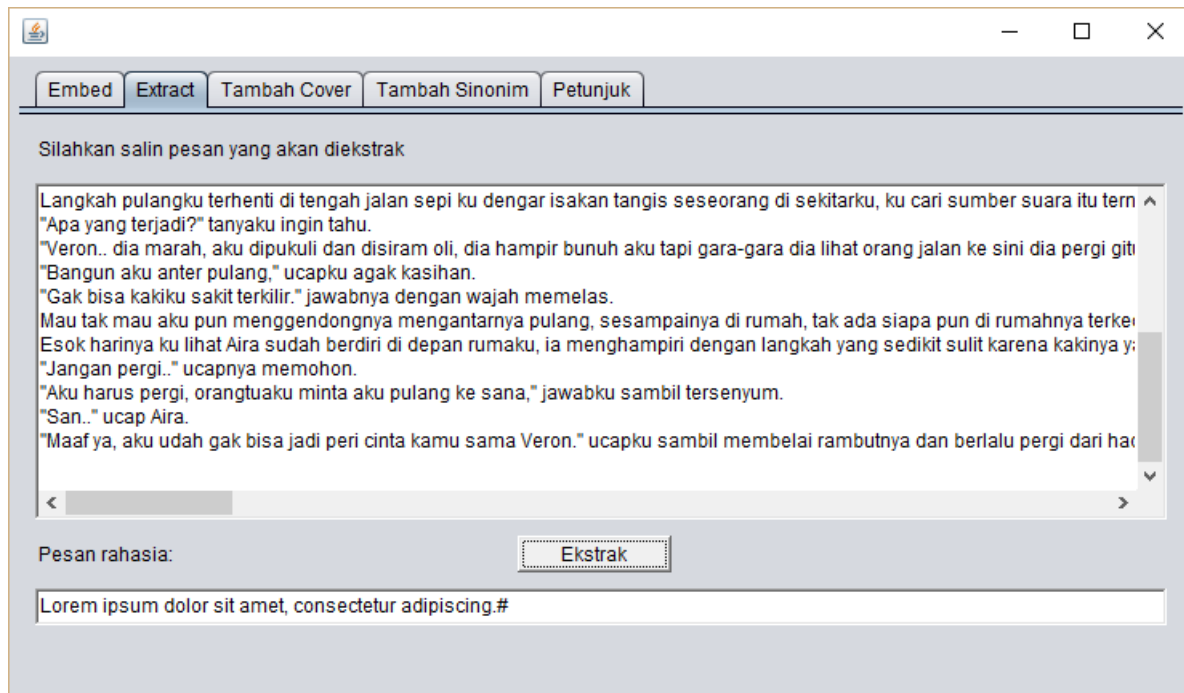 Embed Extract Tambah Cover Tambah Sinonim Petunjuk
Silahkan salin pesan yang akan diekstrak
Langkah pulangku terhenti di tengah jalan sepi ku dengar isakan tangis seseorang di sekitarku, ku cari sumber suara itu
"Apa yang terjadi?" tanyaku ingin tahu.
"Veron.. dia marah, aku dipukuli dan disiram oli, dia hampir bunuh aku tapi gara-gara dia lihat orang jalan ke sini dia pergi
"Bangun aku anter pulang," ucapku agak kasihan.
"Gak bisa kakiku sakit terkilir." jawabnya dengan wajah memelas.
Mau tak mau aku pun menggendongnya mengantarnya pulang, sesampainya di rumah, tak ada siapa pun di rumahnya
Esok harinya ku lihat Aira sudah berdiri di depan rumaku, ia menghampiri dengan langkah yang sedikit sulit karena kakinya
"Jangan pergi.." ucapnya memohon.
"Aku harus pergi, orangtuaku minta aku pulang ke sana," jawabku sambil tersenyum.
"San.." ucap Aira.
"Maaf ya, aku udah gak bisa jadi peri cinta kamu sama Veron." ucapku sambil membelai rambutnya dan berlalu pergi dari
Pesan rahasia: Ekstrak
Lorem ipsum dolor sit amet, consectetur adipiscing.#